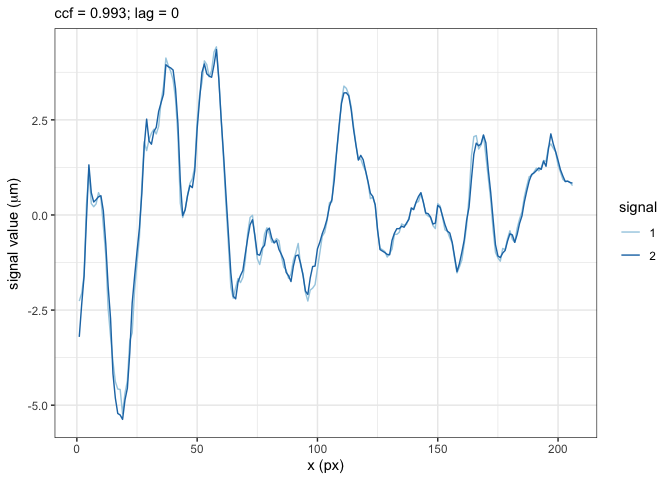 ccf = 0.993; lag = 0
signal value (μm)
2.5
0.0
-2.5
-5.0
0
50
100
150
200
x (px)
signal
1
2